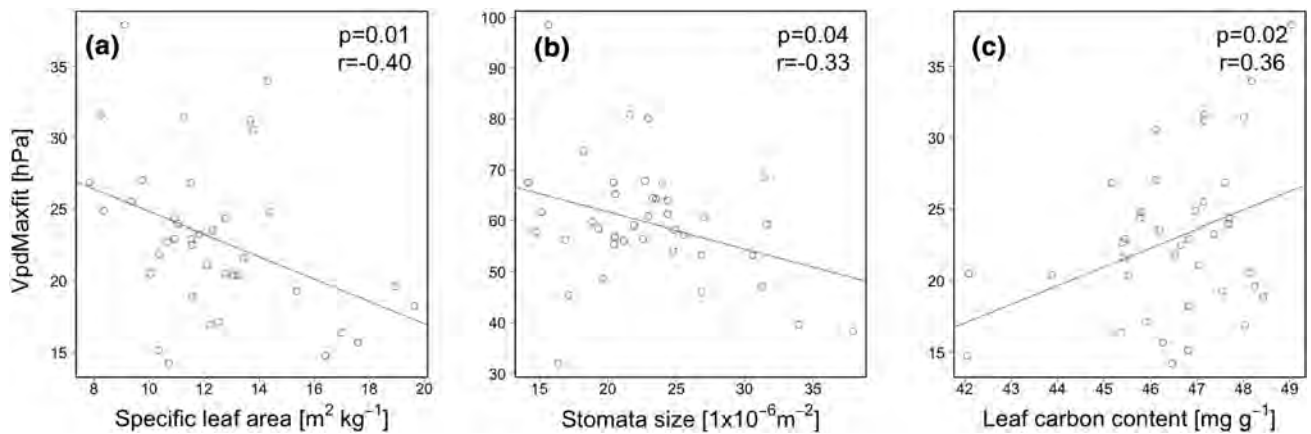 (a)
p=0.01
r=-0.40
(b)
p=0.04
r=-0.33
(c)
p=0.02
r=0.36
VpdMaxfit [hPa]
35
30
25
20
15
8 10 12 14 16 18 20
Specific leaf area [m² kg⁻¹]
100
90
80
70
60
50
40
30
15 20 25 30 35
Stomata size [1x10⁻⁶m⁻²]
35
30
25
20
15
42 43 44 45 46 47 48 49
Leaf carbon content [mg g⁻¹]